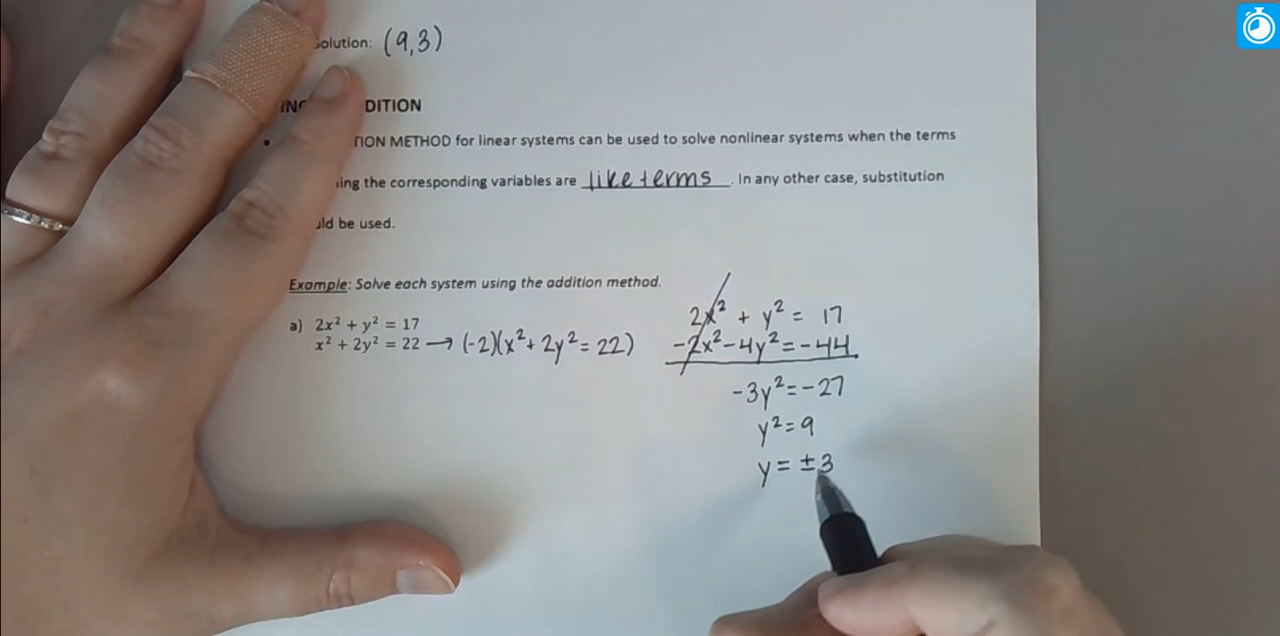 Solution: (9,3)
DITION
TION METHOD for linear systems can be used to solve nonlinear systems when the terms
the corresponding variables are like terms. In any other case, substitution
be used.
Example: Solve each system using the addition method.
a) 2x² + y² = 17
x² + 2y² = 22 → (-2)(x² + 2y² = 22)
2x² + y² = 17
-2x² - 4y² = -44
-3y² = -27
y² = 9
y = ±3